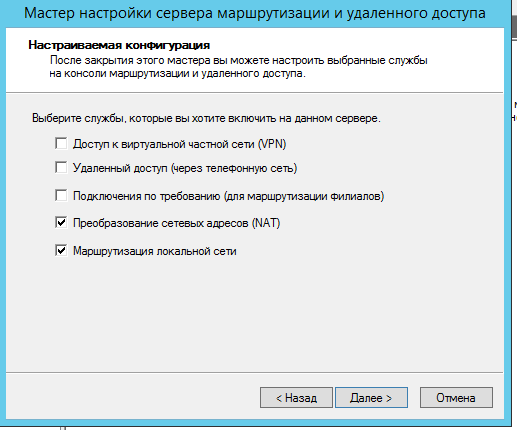 Мастер настройки сервера маршрутизации и удаленного доступа
Настраиваемая конфигурация
После закрытия этого мастера вы можете настроить выбранные службы
на консоли маршрутизации и удаленного доступа.
Выберите службы, которые вы хотите включить на данном сервере.
Доступ к виртуальной частной сети (VPN)
Удаленный доступ (через телефонную сеть)
Подключения по требованию (для маршрутизации филиалов)
Преобразование сетевых адресов (NAT)
Маршрутизация локальной сети
< Назад
Далее >
Отмена